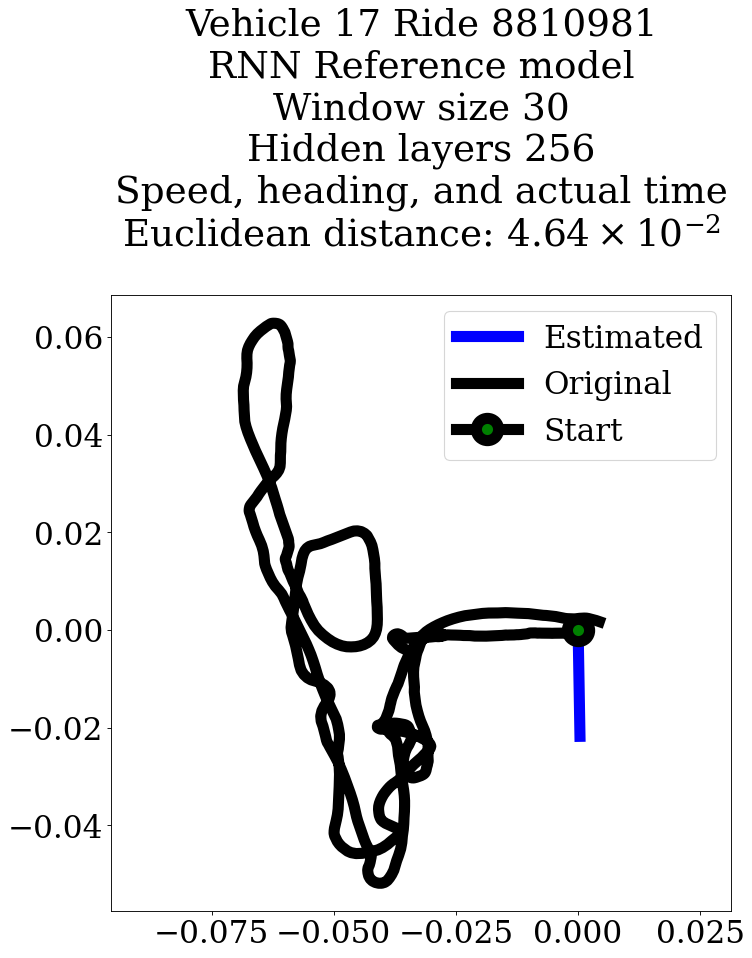 Vehicle 17 Ride 8810981
RNN Reference model
Window size 30
Hidden layers 256
Speed, heading, and actual time
Euclidean distance: 4.64 × 10⁻²
Estimated
Original
Start
0.06
0.04
0.02
0.00
−0.02
−0.04
−0.075 −0.050 −0.025 0.000 0.025